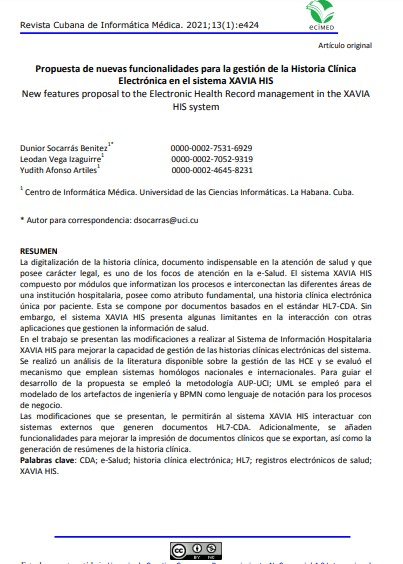 Revista Cubana de Informática Médica. 2021;13(1):e424
ecimed
Artículo original
Propuesta de nuevas funcionalidades para la gestión de la Historia Clínica
Electrónica en el sistema XAVIA HIS
New features proposal to the Electronic Health Record management in the XAVIA
HIS system
Dunior Socarrás Benitez1* 0000-0002-7531-6929
Leodan Vega Izaguirre1 0000-0002-7052-9319
Yudith Afonso Artiles1 0000-0002-4645-8231
1 Centro de Informática Médica. Universidad de las Ciencias Informáticas. La Habana. Cuba.
* Autor para correspondencia: dsocarras@uci.cu
RESUMEN
La digitalización de la historia clínica, documento indispensable en la atención de salud y que
posee carácter legal, es uno de los focos de atención en la e-Salud. El sistema XAVIA HIS
compuesto por módulos que informatizan los procesos e interconectan las diferentes áreas de
una institución hospitalaria, posee como atributo fundamental, una historia clínica electrónica
única por paciente. Esta se compone por documentos basados en el estándar HL7-CDA. Sin
embargo, el sistema HCE presenta algunas limitantes en la interacción con otras
aplicaciones que gestionen la información de salud.
En el trabajo se presentan las modificaciones a realizar al Sistema de Información Hospitalaria
XAVIA HIS para mejorar la capacidad de gestión de las historias clínicas electrónicas del sistema.
Se realizó un análisis de la literatura disponible sobre la gestión de las HCE y se evaluó el
mecanismo que emplean sistemas homólogos nacionales e internacionales. Para guiar el
desarrollo de la propuesta se empleó la metodología AUP-UCI; UML se empleó para el
modelado de los artefactos de ingeniería y BPMN como lenguaje de notación para los procesos
de negocio.
Las modificaciones que se presentan, le permitirán al sistema XAVIA HIS interactuar con
sistemas externos que generen documentos HL7-CDA. Adicionalmente, se añaden
funcionalidades para mejorar la impresión de documentos clínicos que se exportan, así como la
generación de resúmenes de la historia clínica.
Palabras clave: CDA; e-Salud; historia clínica electrónica; HL7; registros electrónicos de salud;
XAVIA HIS.
cc
BY NC